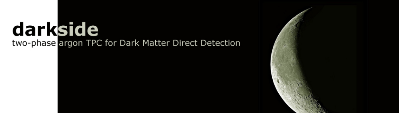 darkside
two-phase argon TPC for Dark Matter Direct Detection